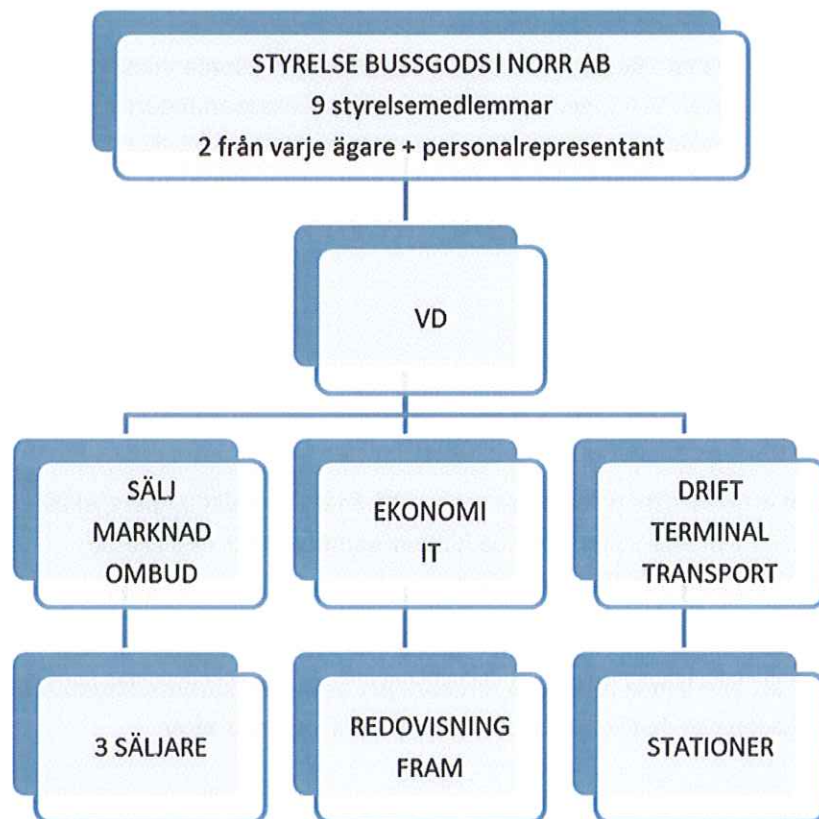 STYRELSE BUSSGODS I NORR AB
9 styrelsemedlemmar
2 från varje ägare + personalrepresentant
VD
SÄLJ
MARKNAD
OMBUD
EKONOMI
IT
DRIFT
TERMINAL
TRANSPORT
3 SÄLJARE
REDOVISNING
FRAM
STATIONER